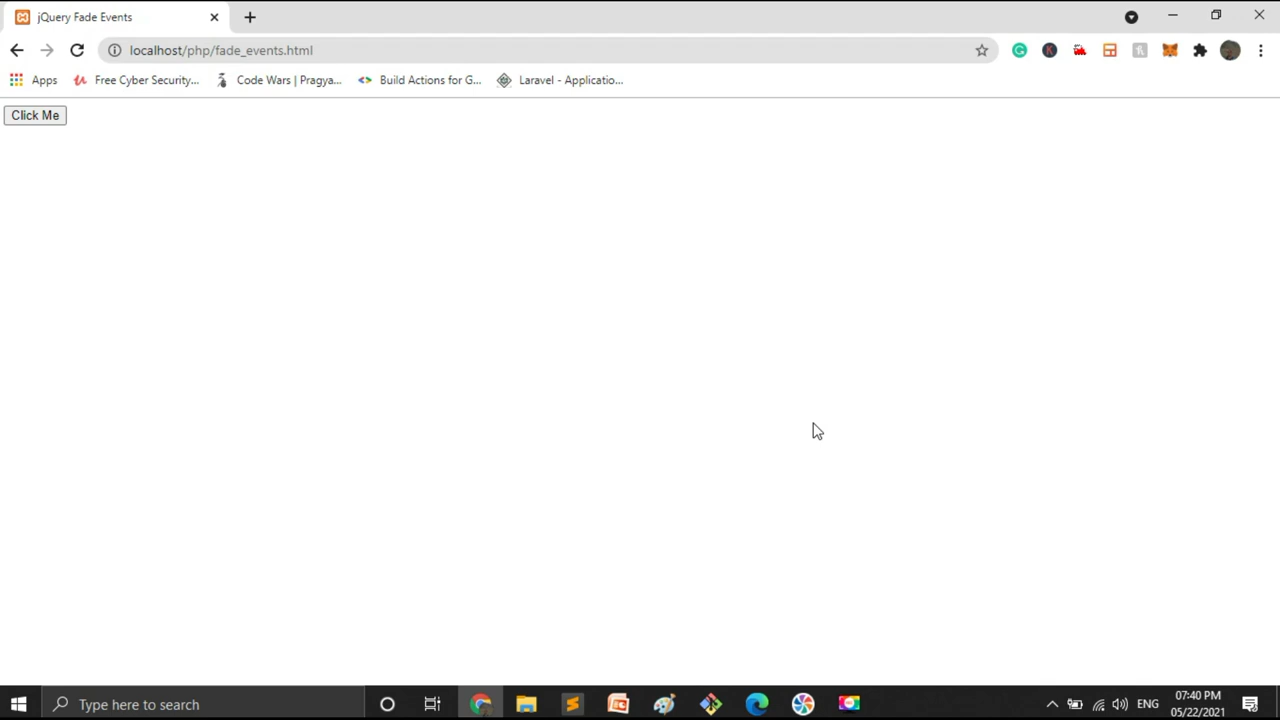 jQuery Fade Events
localhost/php/fade_events.html
Apps
Free Cyber Security...
Code Wars | Pragya...
Build Actions for G...
Laravel - Applicatio...
Click Me
Type here to search
ENG
07:40 PM
05/22/2021